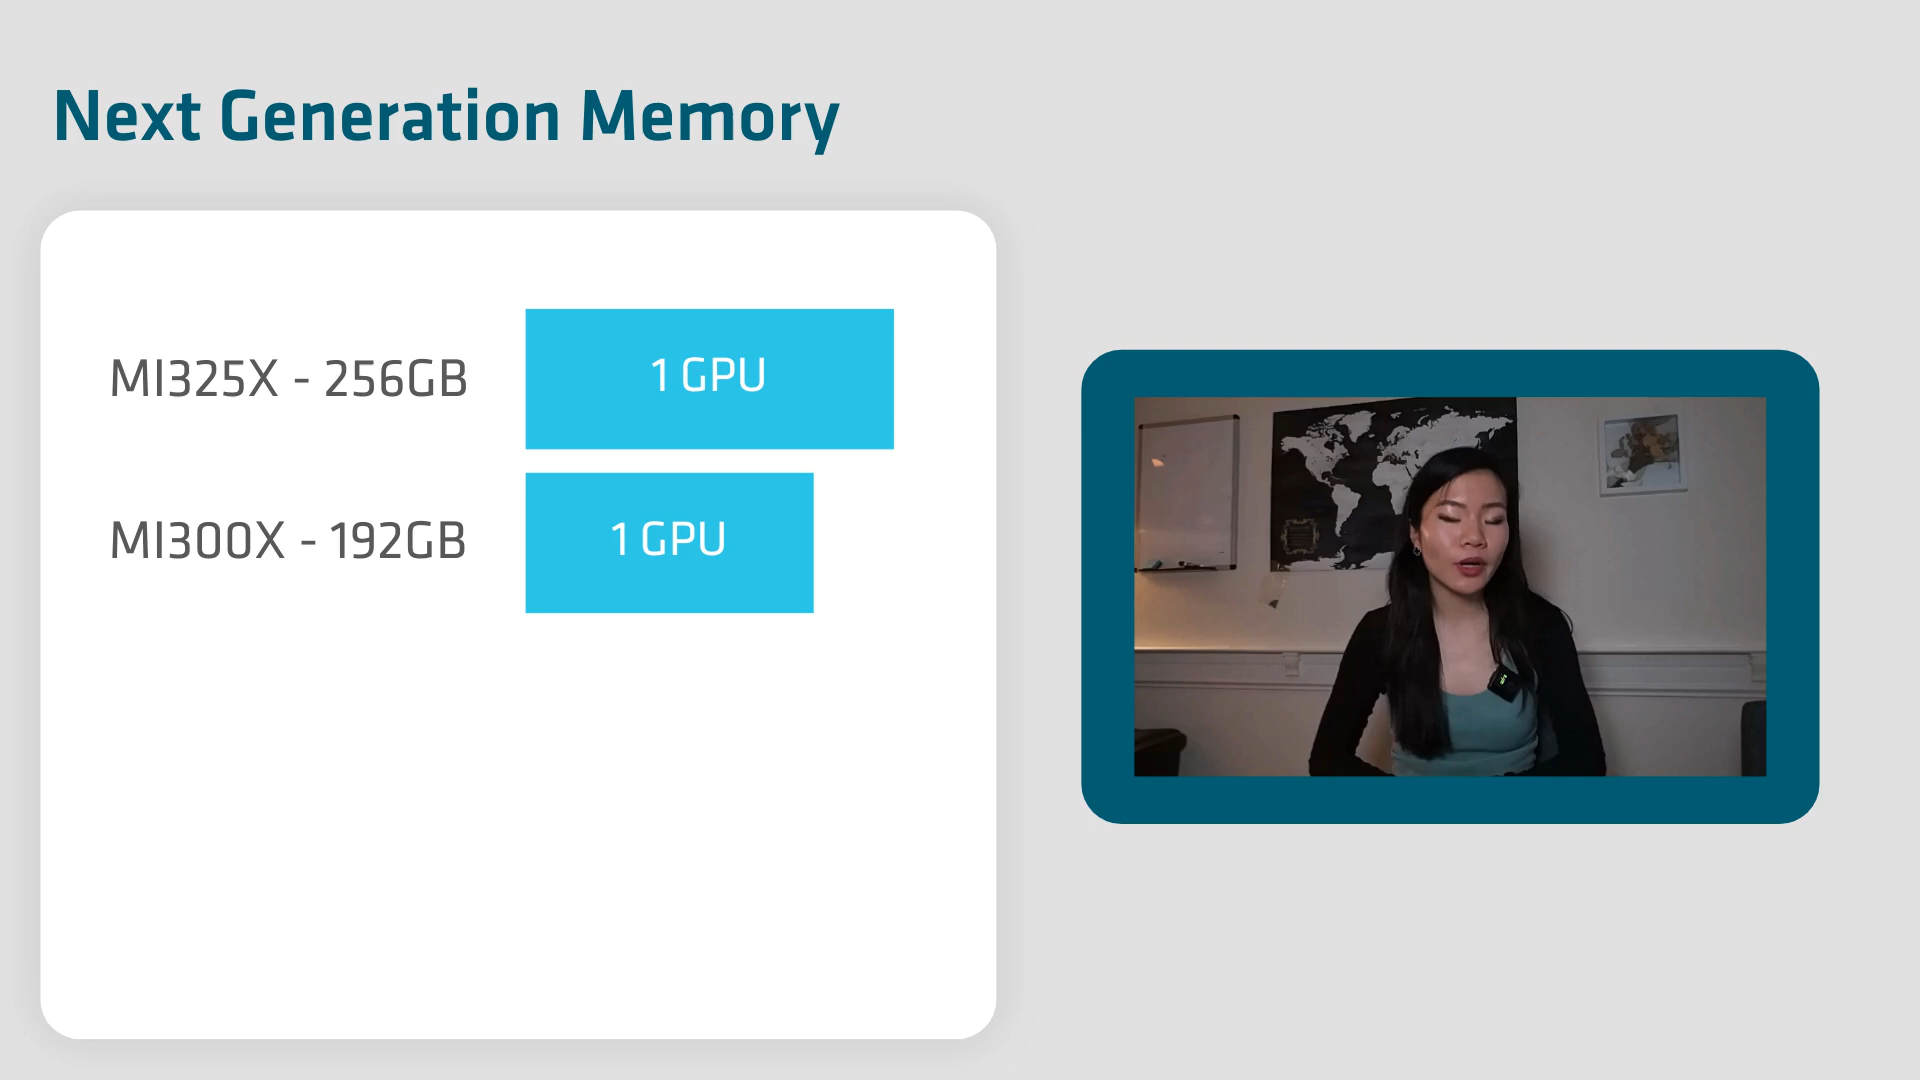 Next Generation Memory
MI325X - 256GB
1 GPU
MI300X - 192GB
1 GPU